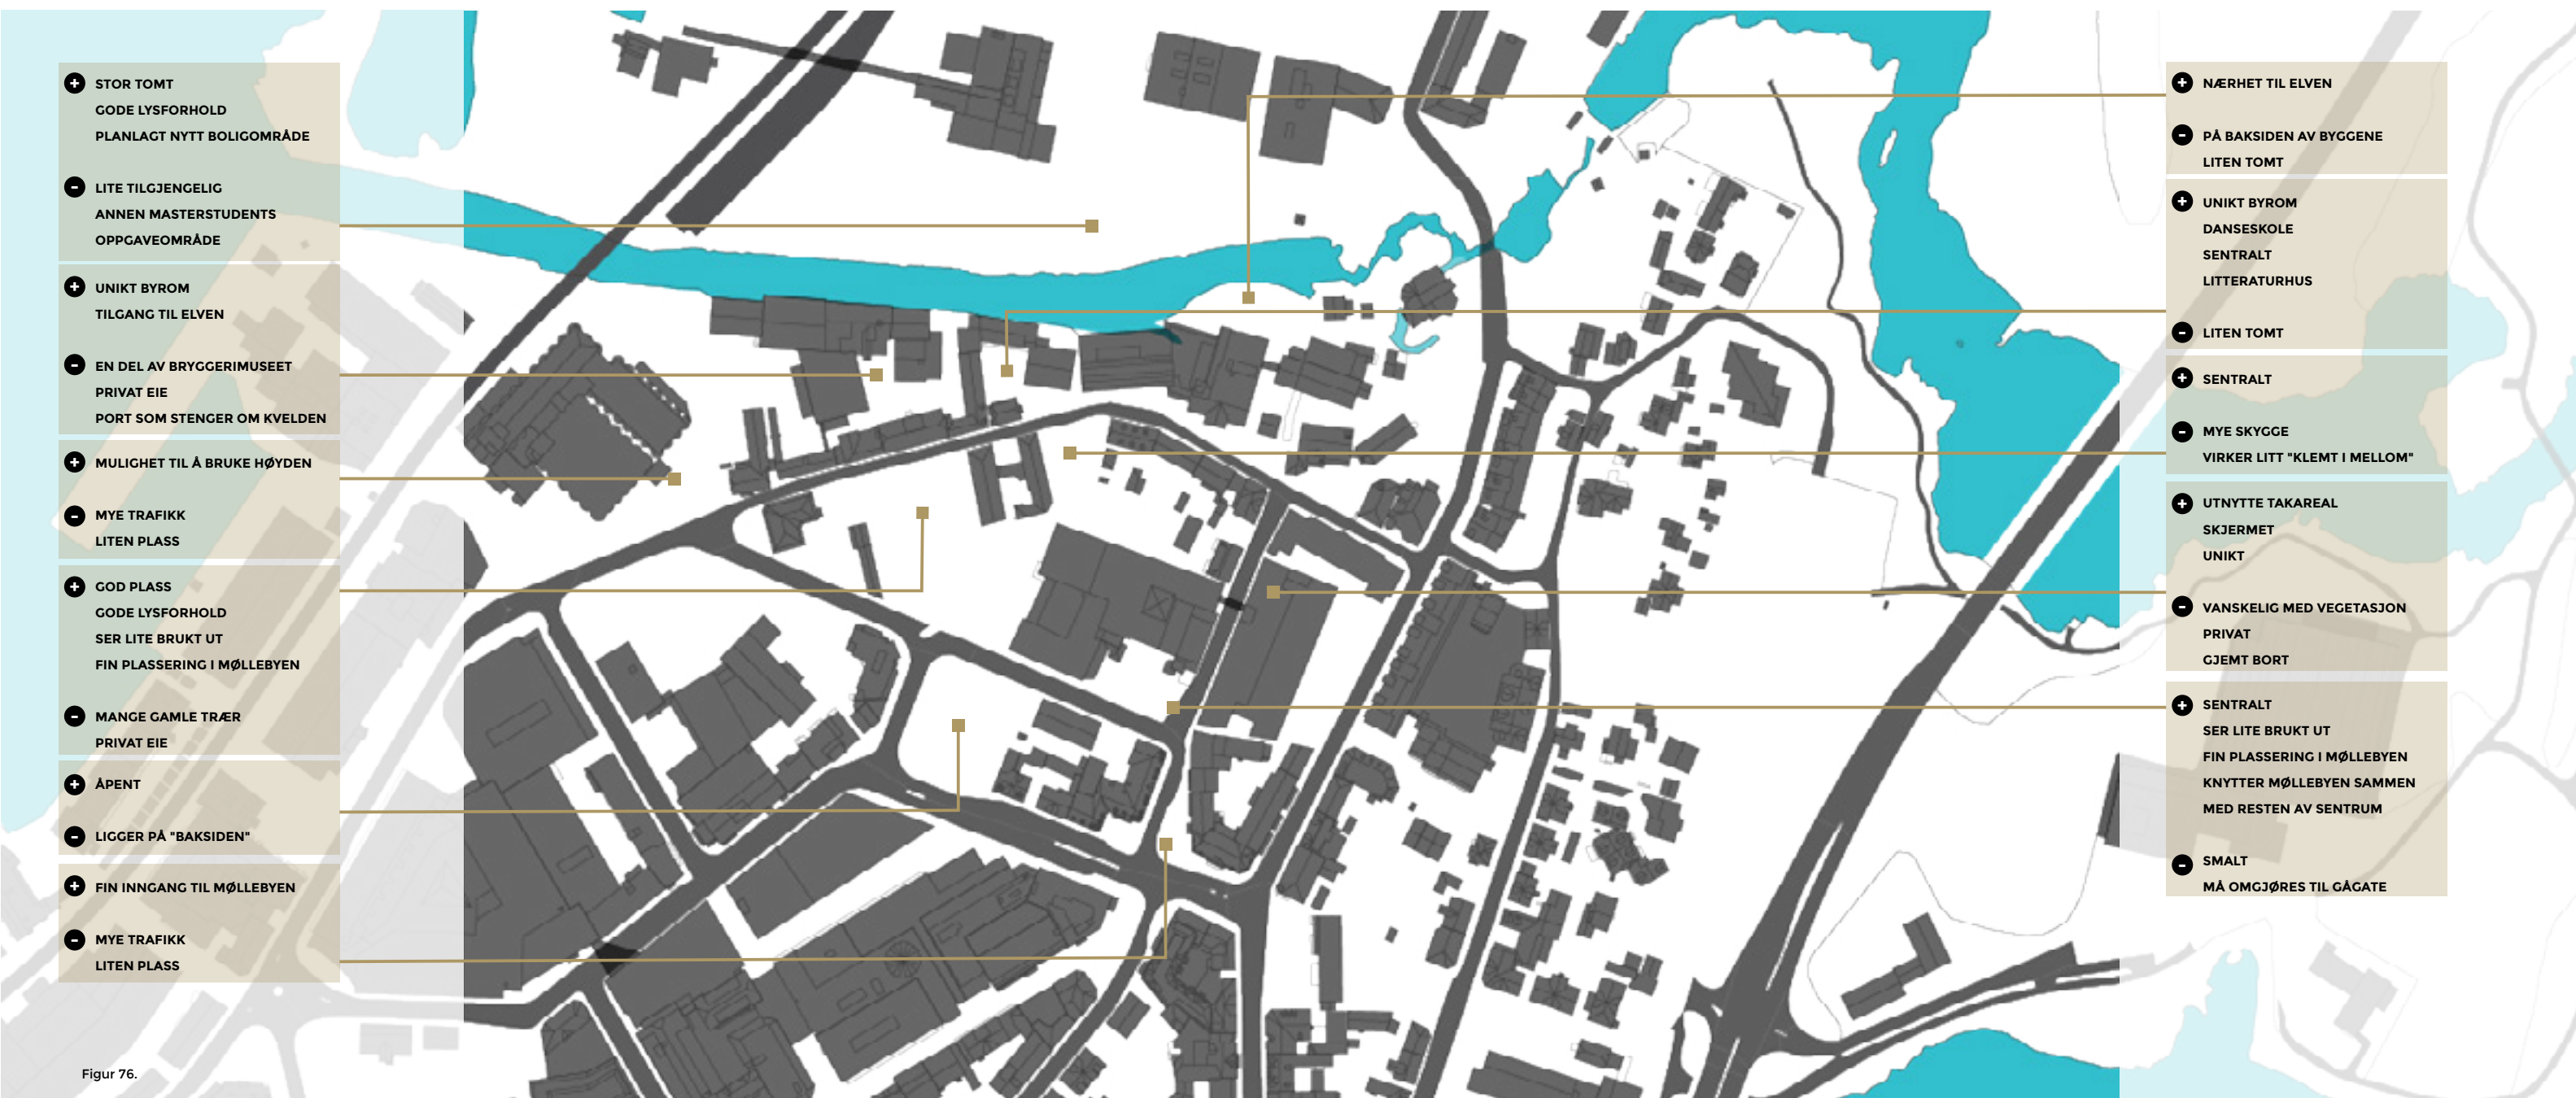 + STOR TOMT
GODE LYSFORHOLD
PLANLAGT NYTT BOLIGOMRÅDE
- LITE TILGJENGELIG
ANNEN MASTERSTUDENTS
OPPGAVEOMRÅDE
+ UNIKT BYROM
TILGANG TIL ELVEN
- EN DEL AV BRYGGERIMUSEET
PRIVAT EIE
PORT SOM STENGER OM KVELDEN
+ MULIGHET TIL Å BRUKE HØYDEN
- MYE TRAFIKK
LITEN PLASS
+ GOD PLASS
GODE LYSFORHOLD
SER LITE BRUKT UT
FIN PLASSERING I MØLLEBYEN
- MANGE GAMLE TRÆR
PRIVAT EIE
+ ÅPENT
- LIGGER PÅ "BAKSIDEN"
+ FIN INNGANG TIL MØLLEBYEN
- MYE TRAFIKK
LITEN PLASS
Figur 76.
+ NÆRHET TIL ELVEN
- PÅ BAKSIDEN AV BYGGENE
LITEN TOMT
+ UNIKT BYROM
DANSESKOLE
SENTRALT
LITTERATURHUS
- LITEN TOMT
+ SENTRALT
- MYE SKYGGE
VIRKER LITT "KLEMT I MELLOM"
+ UTNYTTE TAKAREAL
SKJERMET
UNIKT
- VANSKELIG MED VEGETASJON
PRIVAT
GJEMT BORT
+ SENTRALT
SER LITE BRUKT UT
FIN PLASSERING I MØLLEBYEN
KNYTTER MØLLEBYEN SAMMEN
MED RESTEN AV SENTRUM
- SMALT
MÅ OMGJØRES TIL GÅGATE